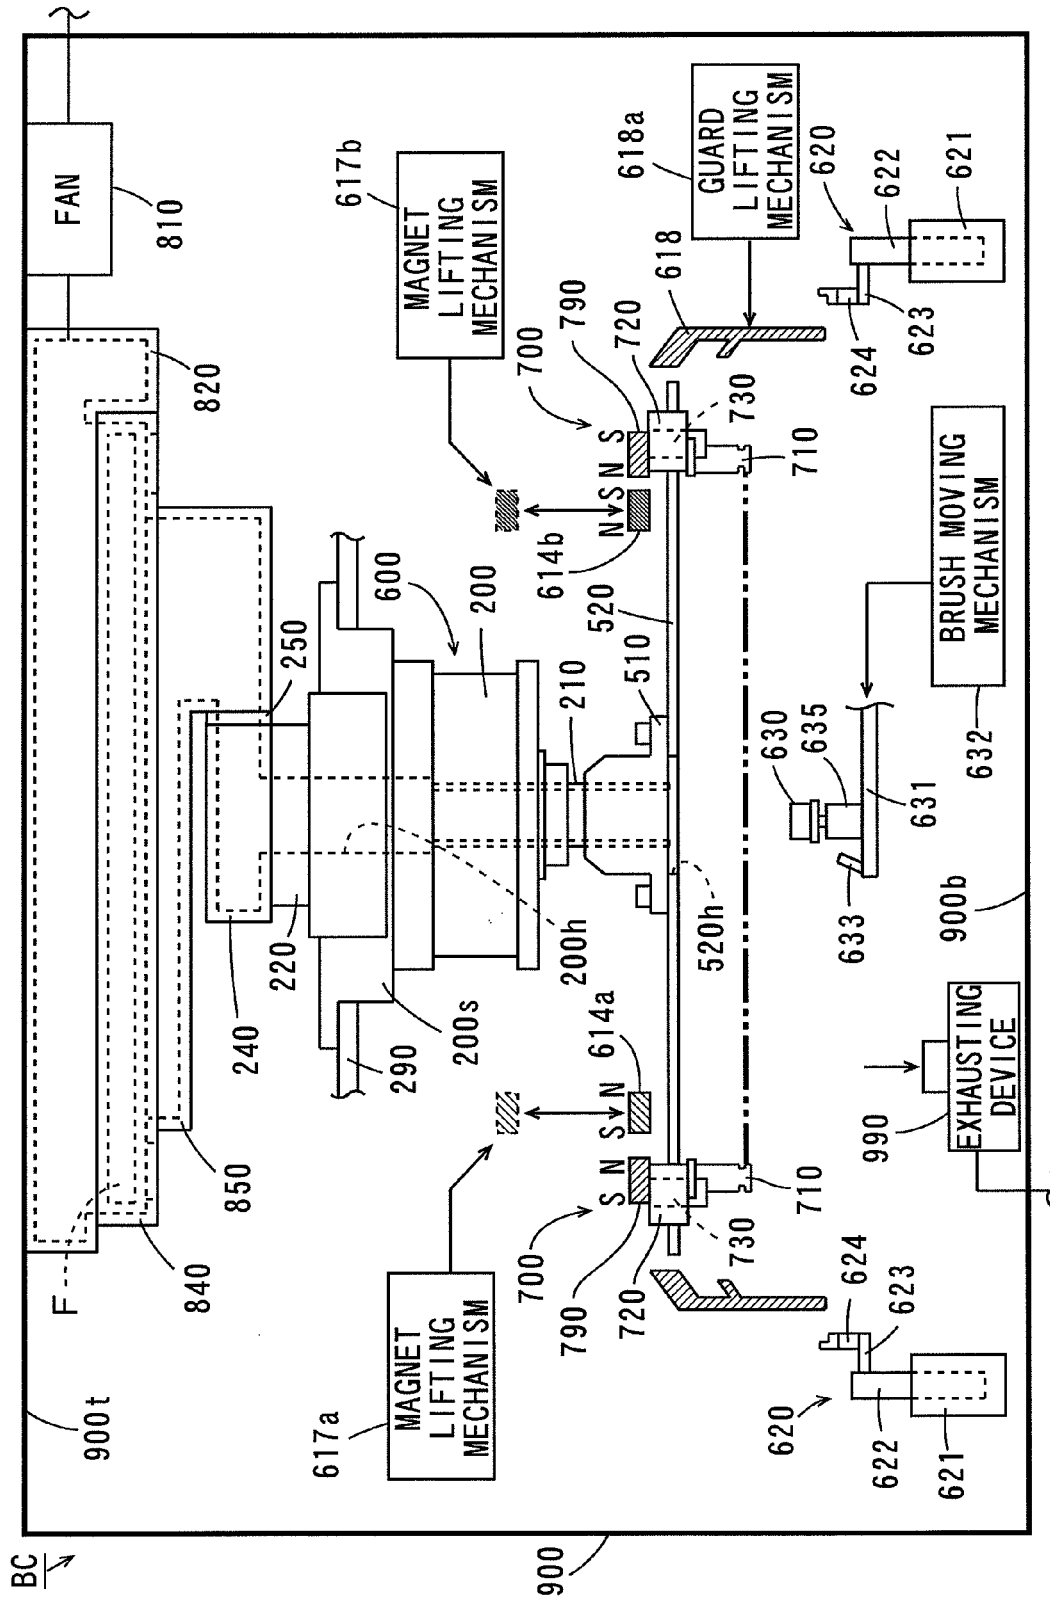 BC
900t
F
FAN
810
840
820
850
240
220
250
617a
MAGNET
LIFTING
MECHANISM
290
200s
200h
600
200
617b
MAGNET
LIFTING
MECHANISM
900
700
790
720
S N
S N
614a
210
520
510
614b
N S
N S
700
790
720
618
618a
GUARD
LIFTING
MECHANISM
730
710
520h
730
710
620
622
621
624
623
990
EXHAUSTING
DEVICE
900b
633
630
635
631
632
BRUSH MOVING
MECHANISM
620
622
621
624
623